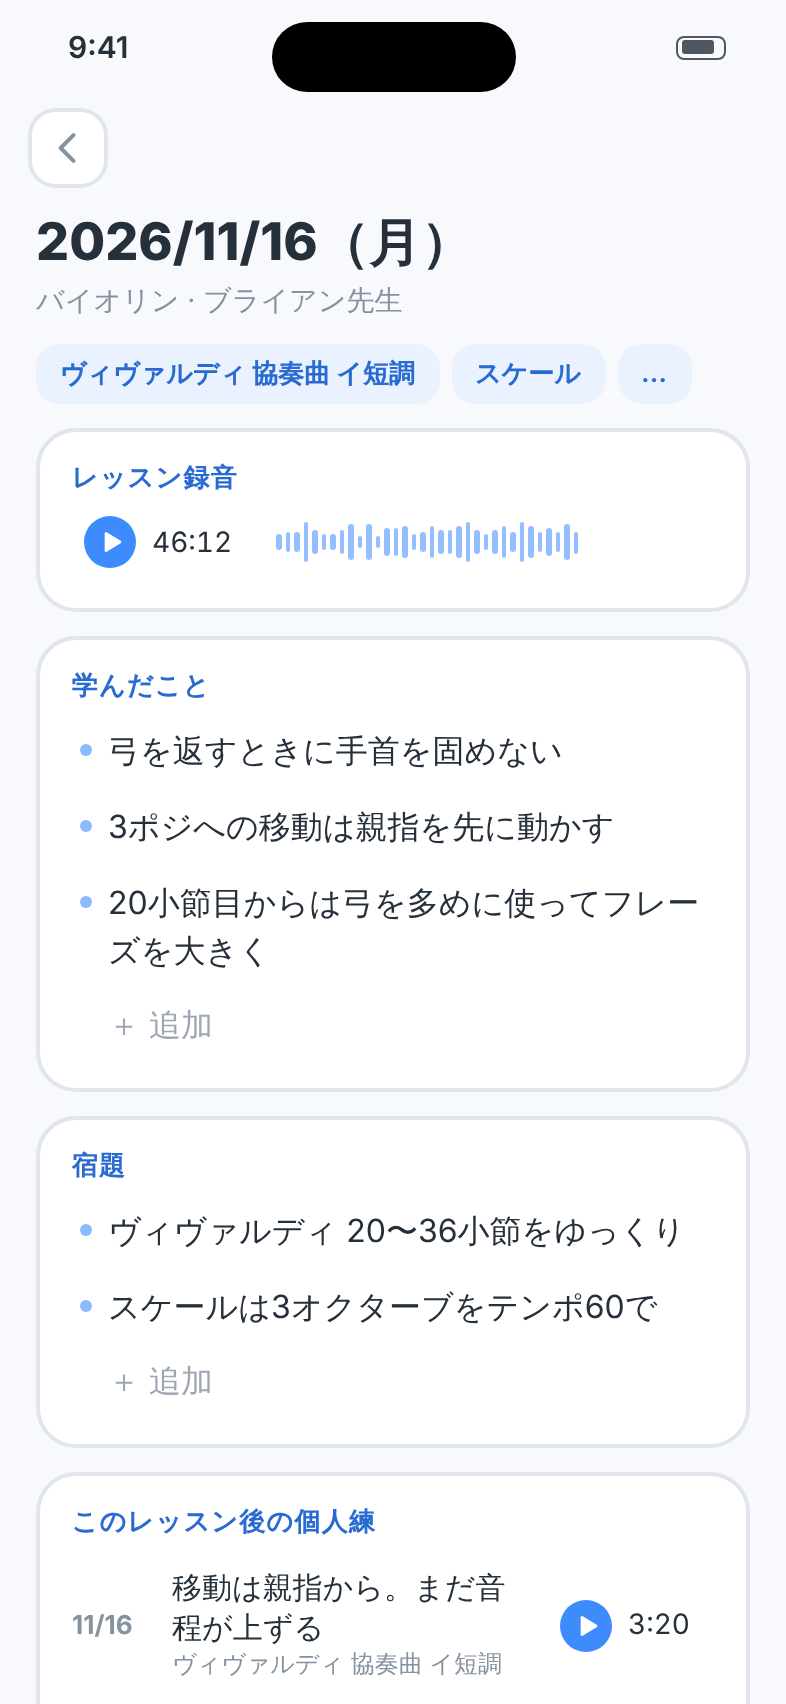 9:41
2026/11/16（月）
バイオリン · ブライアン先生
ヴィヴァルディ 協奏曲 イ短調
スケール
...
レッスン録音
46:12
学んだこと
弓を返すときに手首を固めない
3ポジへの移動は親指を先に動かす
20小節目からは弓を多めに使ってフレー
ズを大きく
+ 追加
宿題
ヴィヴァルディ 20〜36小節をゆっくり
スケールは3オクターブをテンポ60で
+ 追加
このレッスン後の個人練
11/16
移動は親指から。まだ音
程が上ずる
ヴィヴァルディ 協奏曲 イ短調
3:20